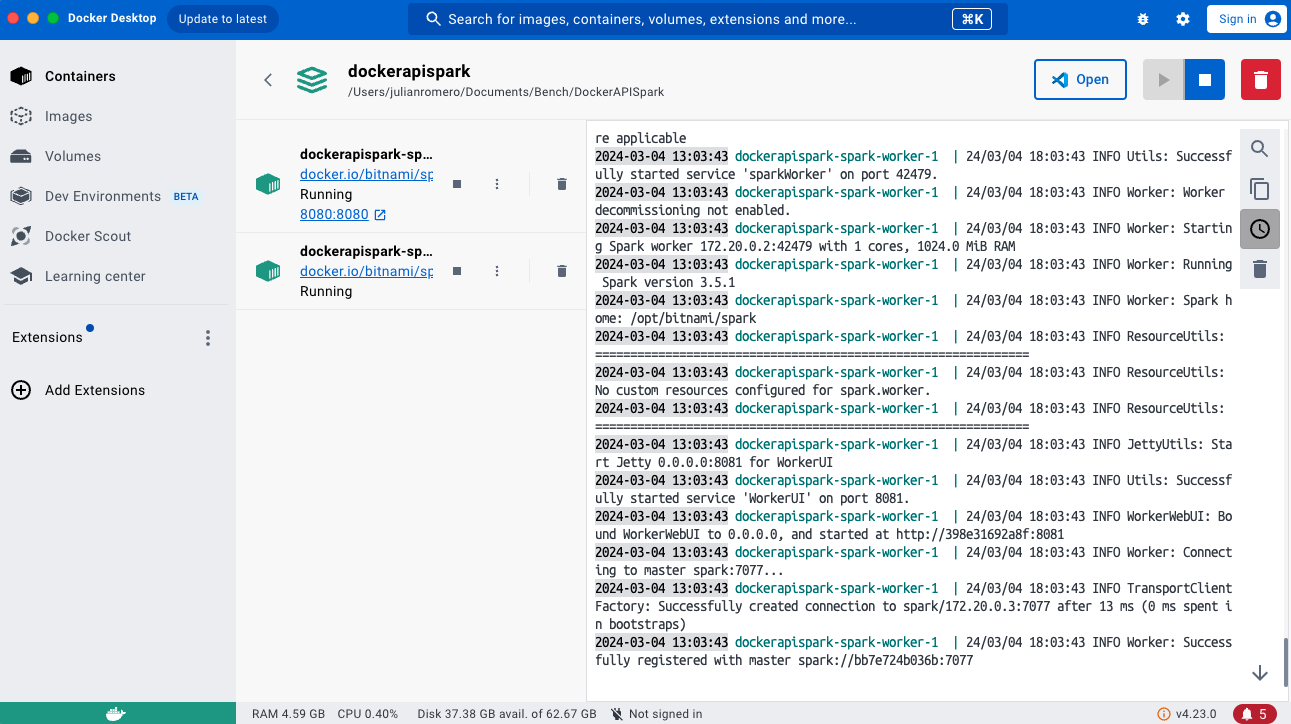 Docker Desktop
Update to latest
Search for images, containers, volumes, extensions and more...
⌘K
Sign in
Containers
Images
Volumes
Dev Environments BETA
Docker Scout
Learning center
Extensions
Add Extensions
dockerapispark
/Users/julianromero/Documents/Bench/DockerAPISpark
Open
dockerapispark-sp...
docker.io/bitnami/sp
Running
8080:8080
dockerapispark-sp...
docker.io/bitnami/sp
Running
re applicable
2024-03-04 13:03:43 dockerapispark-spark-worker-1 | 24/03/04 18:03:43 INFO Utils: Successf
ully started service 'sparkWorker' on port 42479.
2024-03-04 13:03:43 dockerapispark-spark-worker-1 | 24/03/04 18:03:43 INFO Worker: Worker
decommissioning not enabled.
2024-03-04 13:03:43 dockerapispark-spark-worker-1 | 24/03/04 18:03:43 INFO Worker: Startin
g Spark worker 172.20.0.2:42479 with 1 cores, 1024.0 MiB RAM
2024-03-04 13:03:43 dockerapispark-spark-worker-1 | 24/03/04 18:03:43 INFO Worker: Running
Spark version 3.5.1
2024-03-04 13:03:43 dockerapispark-spark-worker-1 | 24/03/04 18:03:43 INFO Worker: Spark h
ome: /opt/bitnami/spark
2024-03-04 13:03:43 dockerapispark-spark-worker-1 | 24/03/04 18:03:43 INFO ResourceUtils:
==============================================================
2024-03-04 13:03:43 dockerapispark-spark-worker-1 | 24/03/04 18:03:43 INFO ResourceUtils:
No custom resources configured for spark.worker.
2024-03-04 13:03:43 dockerapispark-spark-worker-1 | 24/03/04 18:03:43 INFO ResourceUtils:
==============================================================
2024-03-04 13:03:43 dockerapispark-spark-worker-1 | 24/03/04 18:03:43 INFO JettyUtils: Sta
rt Jetty 0.0.0.0:8081 for WorkerUI
2024-03-04 13:03:43 dockerapispark-spark-worker-1 | 24/03/04 18:03:43 INFO Utils: Successf
ully started service 'WorkerUI' on port 8081.
2024-03-04 13:03:43 dockerapispark-spark-worker-1 | 24/03/04 18:03:43 INFO WorkerWebUI: Bo
und WorkerWebUI to 0.0.0.0, and started at http://398e31692a8f:8081
2024-03-04 13:03:43 dockerapispark-spark-worker-1 | 24/03/04 18:03:43 INFO Worker: Connect
ing to master spark:7077...
2024-03-04 13:03:43 dockerapispark-spark-worker-1 | 24/03/04 18:03:43 INFO TransportClient
Factory: Successfully created connection to spark/172.20.0.3:7077 after 13 ms (0 ms spent i
n bootstraps)
2024-03-04 13:03:43 dockerapispark-spark-worker-1 | 24/03/04 18:03:43 INFO Worker: Success
fully registered with master spark://bb7e724b036b:7077
RAM 4.59 GB CPU 0.40% Disk 37.38 GB avail. of 62.67 GB Not signed in
v4.23.0
5